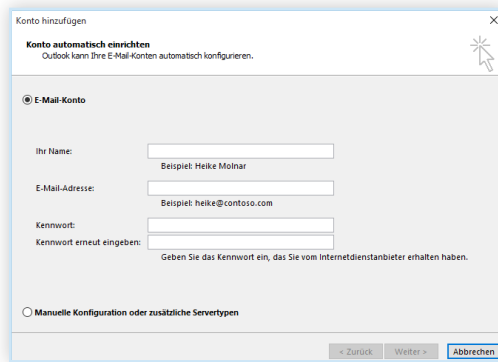 Konto hinzufügen
Konto automatisch einrichten
Outlook kann Ihre E-Mail-Konten automatisch konfigurieren.
E-Mail-Konto
Ihr Name:
Beispiel: Heike Molnar
E-Mail-Adresse:
Beispiel: heike@contoso.com
Kennwort:
Kennwort erneut eingeben:
Geben Sie das Kennwort ein, das Sie vom Internetdienstanbieter erhalten haben.
Manuelle Konfiguration oder zusätzliche Servertypen
< Zurück Weiter > Abbrechen